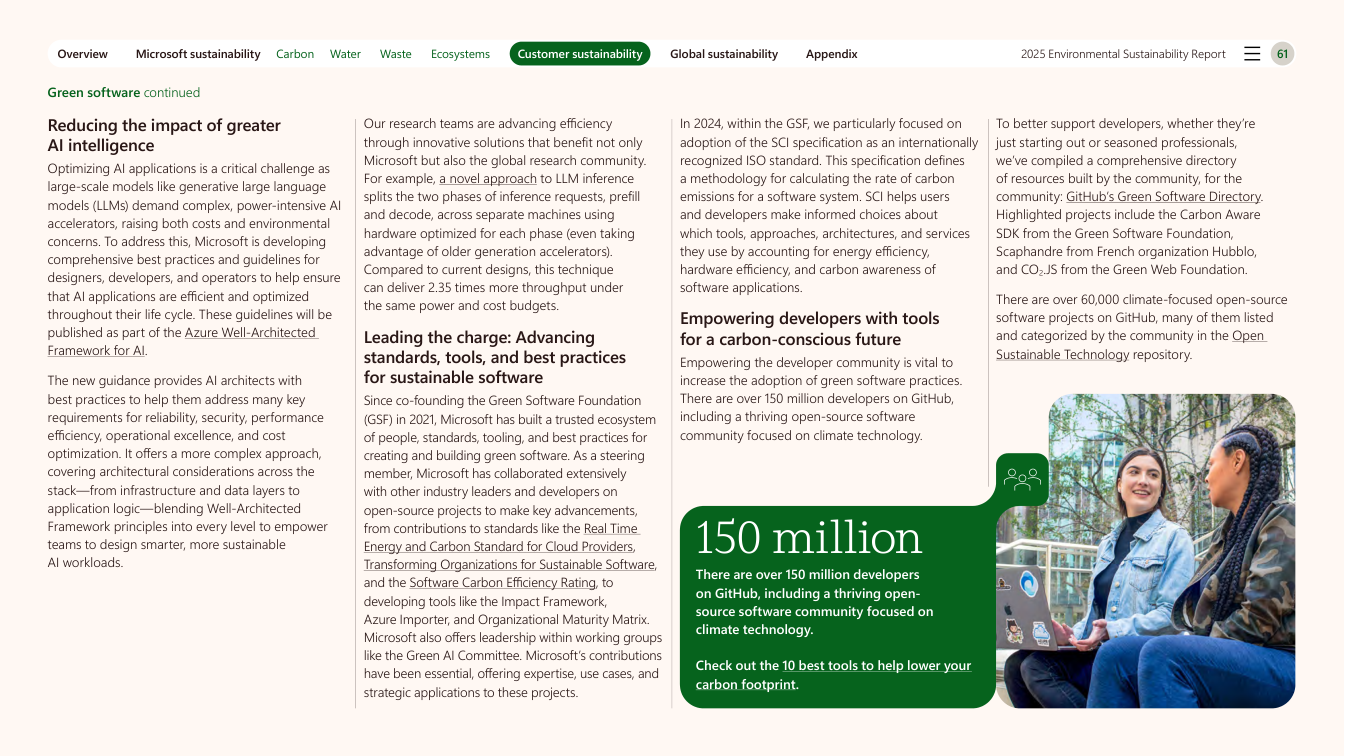 Overview
Microsoft sustainability
Carbon
Water
Waste
Ecosystems
Customer sustainability
Global sustainability
Appendix
2025 Environmental Sustainability Report
61
Green software continued
Reducing the impact of greater
AI intelligence
Optimizing AI applications is a critical challenge as
large-scale models like generative large language
models (LLMs) demand complex, power-intensive AI
accelerators, raising both costs and environmental
concerns. To address this, Microsoft is developing
comprehensive best practices and guidelines for
designers, developers, and operators to help ensure
that AI applications are efficient and optimized
throughout their life cycle. These guidelines will be
published as part of the Azure Well-Architected
Framework for AI.
The new guidance provides AI architects with
best practices to help them address many key
requirements for reliability, security, performance
efficiency, operational excellence, and cost
optimization. It offers a more complex approach,
covering architectural considerations across the
stack—from infrastructure and data layers to
application logic—blending Well-Architected
Framework principles into every level to empower
teams to design smarter, more sustainable
AI workloads.
Our research teams are advancing efficiency
through innovative solutions that benefit not only
Microsoft but also the global research community.
For example, a novel approach to LLM inference
splits the two phases of inference requests, prefill
and decode, across separate machines using
hardware optimized for each phase (even taking
advantage of older generation accelerators).
Compared to current designs, this technique
can deliver 2.35 times more throughput under
the same power and cost budgets.
Leading the charge: Advancing
standards, tools, and best practices
for sustainable software
Since co-founding the Green Software Foundation
(GSF) in 2021, Microsoft has built a trusted ecosystem
of people, standards, tooling, and best practices for
creating and building green software. As a steering
member, Microsoft has collaborated extensively
with other industry leaders and developers on
open-source projects to make key advancements,
from contributions to standards like the Real Time
Energy and Carbon Standard for Cloud Providers,
Transforming Organizations for Sustainable Software,
and the Software Carbon Efficiency Rating, to
developing tools like the Impact Framework,
Azure Importer, and Organizational Maturity Matrix.
Microsoft also offers leadership within working groups
like the Green AI Committee. Microsoft's contributions
have been essential, offering expertise, use cases, and
strategic applications to these projects.
In 2024, within the GSF, we particularly focused on
adoption of the SCI specification as an internationally
recognized ISO standard. This specification defines
a methodology for calculating the rate of carbon
emissions for a software system. SCI helps users
and developers make informed choices about
which tools, approaches, architectures, and services
they use by accounting for energy efficiency,
hardware efficiency, and carbon awareness of
software applications.
Empowering developers with tools
for a carbon-conscious future
Empowering the developer community is vital to
increase the adoption of green software practices.
There are over 150 million developers on GitHub,
including a thriving open-source software
community focused on climate technology.
150 million
There are over 150 million developers
on GitHub, including a thriving open-
source software community focused on
climate technology.
Check out the 10 best tools to help lower your
carbon footprint.
To better support developers, whether they're
just starting out or seasoned professionals,
we've compiled a comprehensive directory
of resources built by the community, for the
community: GitHub's Green Software Directory.
Highlighted projects include the Carbon Aware
SDK from the Green Software Foundation,
Scaphandre from French organization Hubblo,
and CO₂.JS from the Green Web Foundation.
There are over 60,000 climate-focused open-source
software projects on GitHub, many of them listed
and categorized by the community in the Open
Sustainable Technology repository.